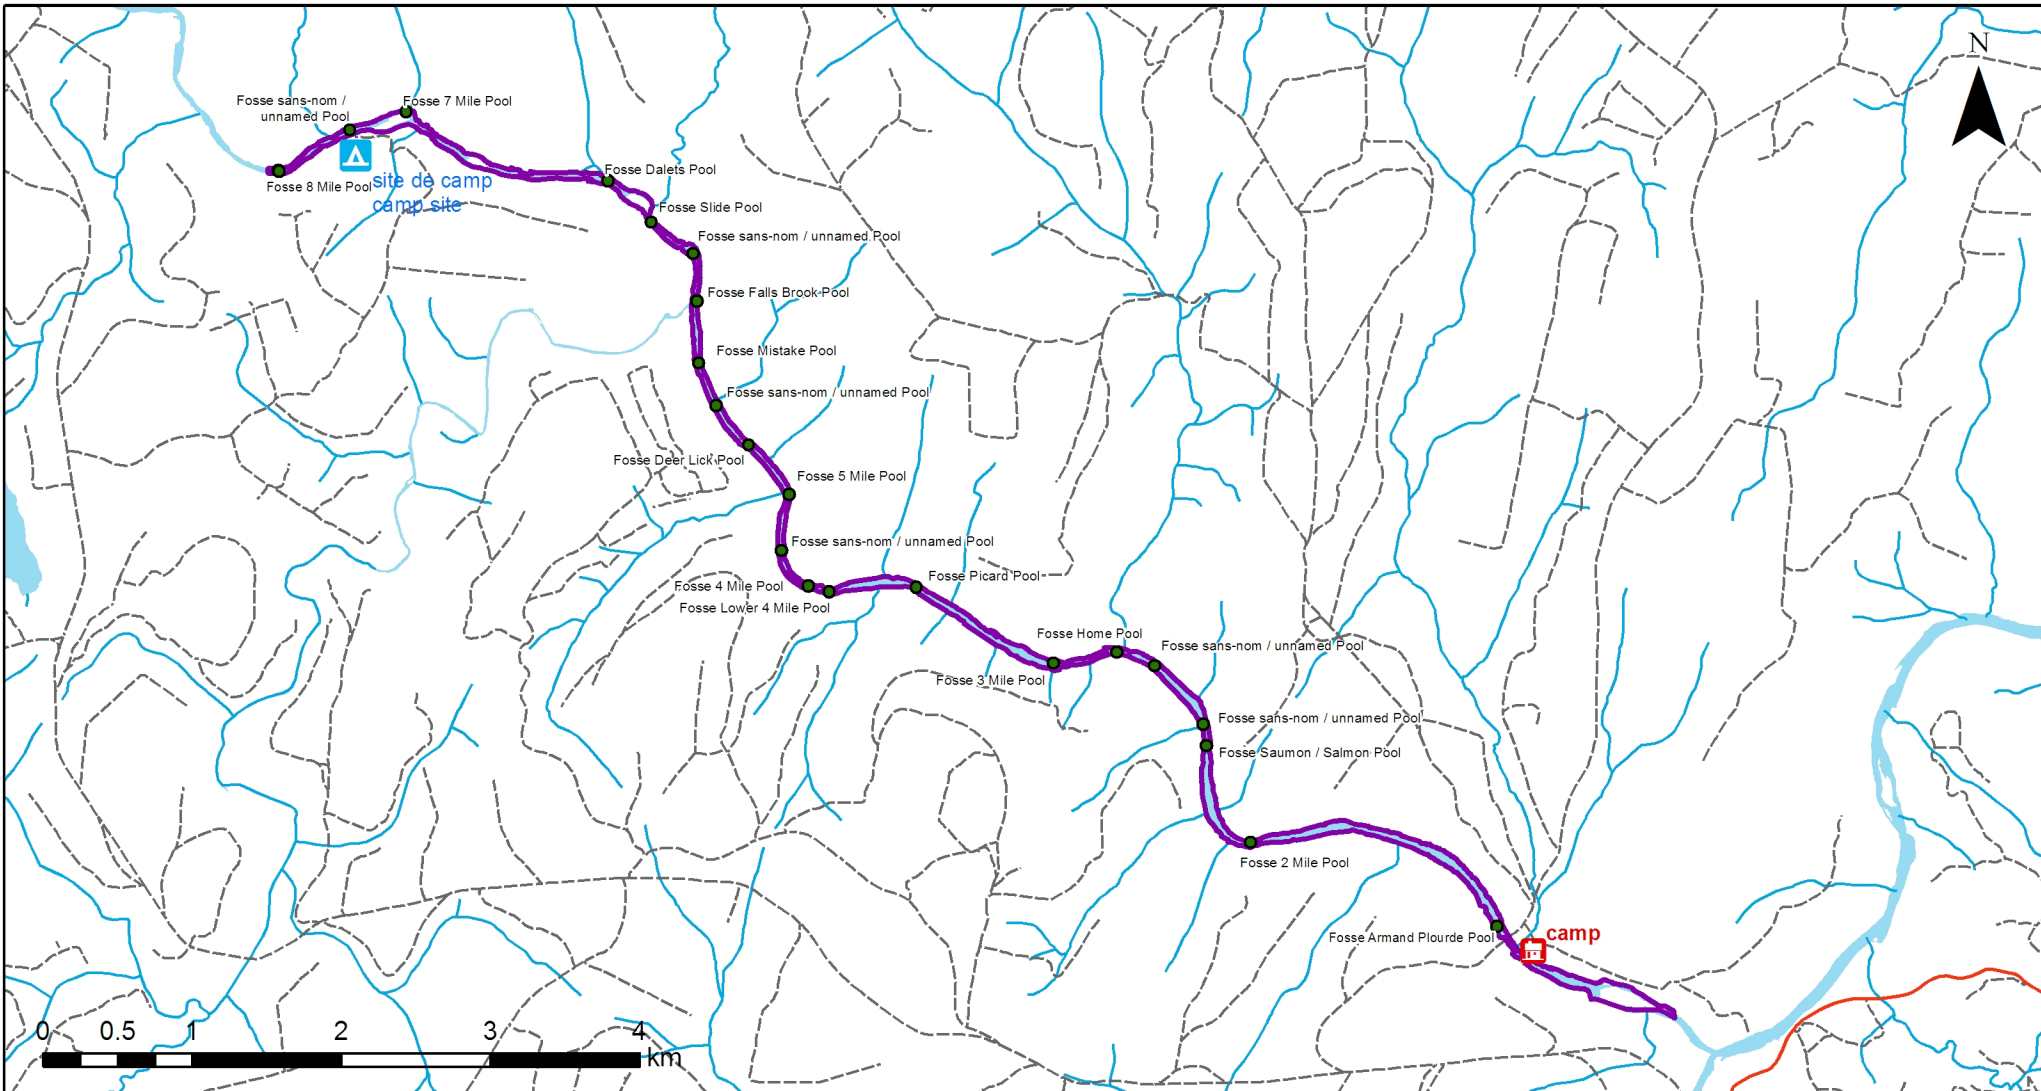 N
Fosse sans-nom /
unnamed Pool
Fosse 7 Mile Pool
Fosse 8 Mile Pool
site de camp
camp site
Fosse Dalets Pool
Fosse Slide Pool
Fosse sans-nom / unnamed Pool
Fosse Falls Brook Pool
Fosse Mistake Pool
Fosse sans-nom / unnamed Pool
Fosse Deer Lick Pool
Fosse 5 Mile Pool
Fosse sans-nom / unnamed Pool
Fosse 4 Mile Pool
Fosse Lower 4 Mile Pool
Fosse Picard Pool
Fosse Home Pool
Fosse sans-nom / unnamed Pool
Fosse 3 Mile Pool
Fosse sans-nom / unnamed Pool
Fosse Saumon / Salmon Pool
Fosse 2 Mile Pool
Fosse Armand Plourde Pool
camp
0 0.5 1 2 3 4
km